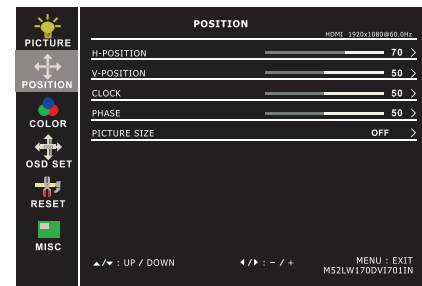 PICTURE
POSITION
COLOR
OSD
OSD SET
RESET
MISC
POSITION
HDMI 1920x1080@60.0Hz
H-POSITION 70 >
V-POSITION 50 >
CLOCK 50 >
PHASE 50 >
PICTURE SIZE OFF >
▲/▼ : UP / DOWN ◀/▶ : - / + MENU : EXIT
M52LW170DVI701IN